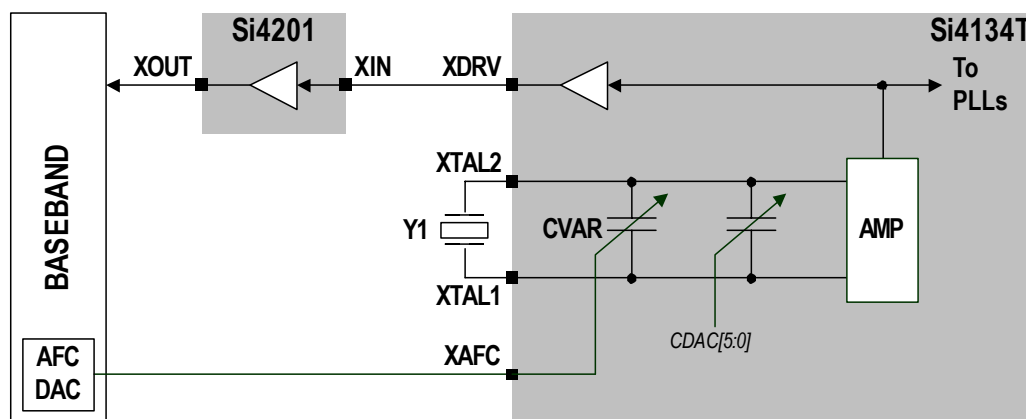 Si4201
Si4134T
XOUT
XIN
XDRV
To
PLLs
BASEBAND
XTAL2
Y1
CVAR
AMP
XTAL1
CDAC[5:0]
AFC
DAC
XAFC